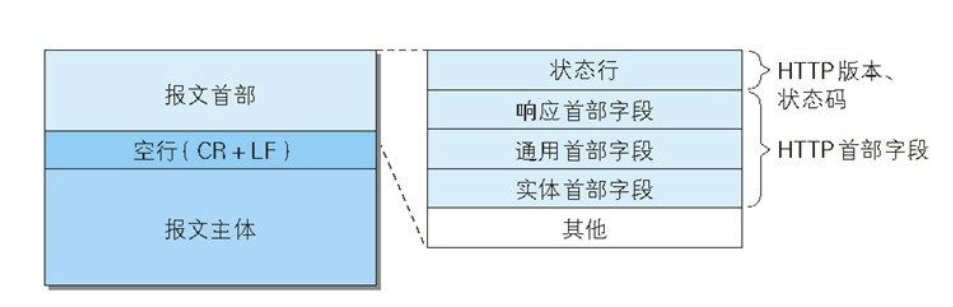 报文首部
空行(CR+LF)
报文主体
状态行
响应首部字段
通用首部字段
实体首部字段
其他
HTTP版本、
状态码
HTTP首部字段